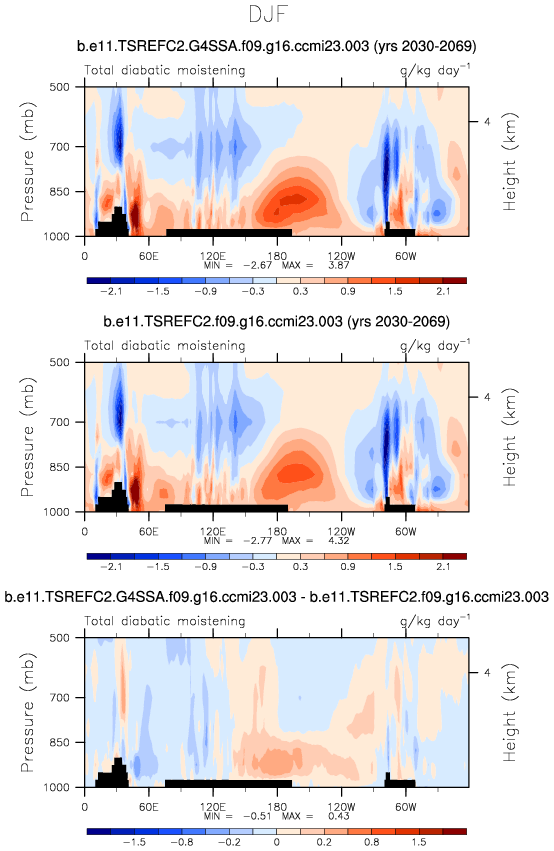 DJF
b.e11.TSREFC2.G4SSA.f09.g16.ccmi23.003 (yrs 2030-2069)
Total diabatic moistening g/kg day⁻¹
Pressure (mb)
Height (km)
500
700
850
1000
4
0 60E 120E 180 120W 60W
MIN = -2.67 MAX = 3.87
-2.1 -1.5 -0.9 -0.3 0.3 0.9 1.5 2.1
b.e11.TSREFC2.f09.g16.ccmi23.003 (yrs 2030-2069)
Total diabatic moistening g/kg day⁻¹
Pressure (mb)
Height (km)
500
700
850
1000
4
0 60E 120E 180 120W 60W
MIN = -2.77 MAX = 4.32
-2.1 -1.5 -0.9 -0.3 0.3 0.9 1.5 2.1
b.e11.TSREFC2.G4SSA.f09.g16.ccmi23.003 - b.e11.TSREFC2.f09.g16.ccmi23.003
Total diabatic moistening g/kg day⁻¹
Pressure (mb)
Height (km)
500
700
850
1000
4
0 60E 120E 180 120W 60W
MIN = -0.51 MAX = 0.43
-1.5 -0.8 -0.2 0 0.2 0.8 1.5